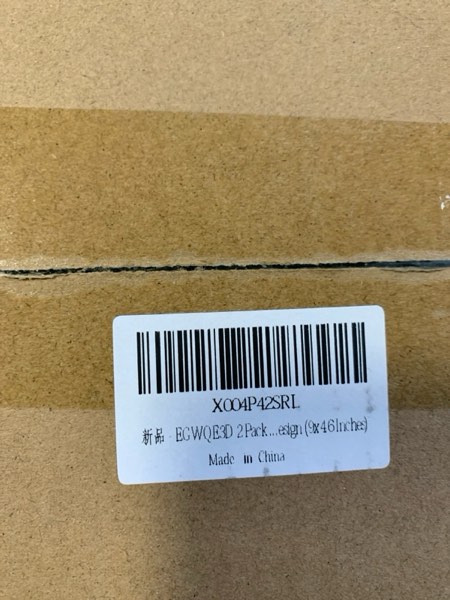 X004P42SRL
新品 - EGWQE3D 2 Pack...esign (9x46 Inches)
Made in China